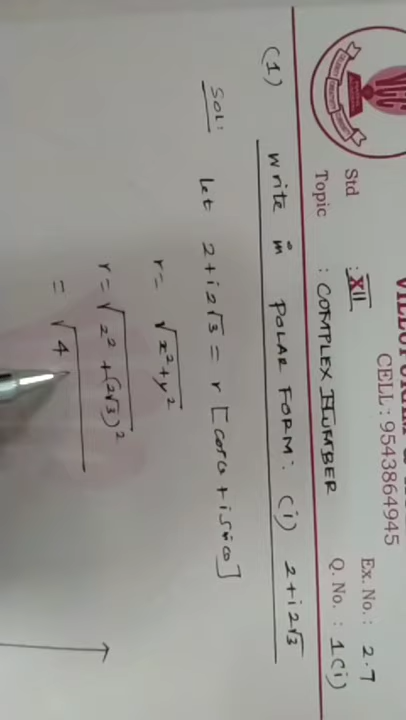 CELL : 9543864945
Std : XII
Ex. No. : 2.7
Topic : COMPLEX NUMBER
Q. No. : 1(i)
(1) Write in POLAR FORM: (i) 2+i2√3
SOL:
Let 2+i2√3 = r [cosθ + i sinθ]
r = √x²+y²
r = √2² + (2√3)²
= √4